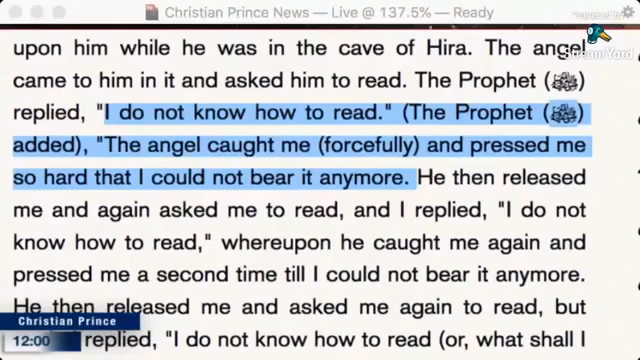 Christian Prince News — Live @ 137.5% — Ready
Powered by
StreamYard
upon him while he was in the cave of Hira. The angel
came to him in it and asked him to read. The Prophet (ﷺ)
replied, "I do not know how to read." (The Prophet (ﷺ)
added), "The angel caught me (forcefully) and pressed me
so hard that I could not bear it anymore. He then released
me and again asked me to read, and I replied, "I do not
know how to read," whereupon he caught me again and
pressed me a second time till I could not bear it anymore.
He then released me and asked me again to read, but
Christian Prince
12:00
replied, "I do not know how to read (or, what shall I